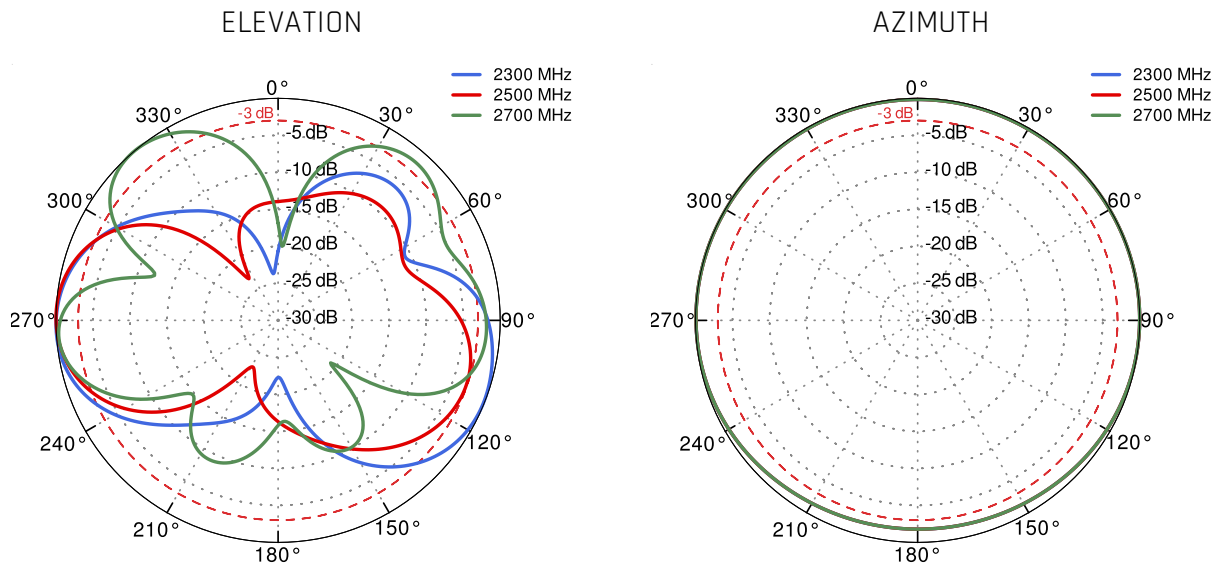 ELEVATION
2300 MHz
2500 MHz
2700 MHz
0°
30°
60°
90°
120°
150°
180°
210°
240°
270°
300°
330°
-3 dB
-5 dB
-10 dB
-15 dB
-20 dB
-25 dB
-30 dB
AZIMUTH
2300 MHz
2500 MHz
2700 MHz
0°
30°
60°
90°
120°
150°
180°
210°
240°
270°
300°
330°
-3 dB
-5 dB
-10 dB
-15 dB
-20 dB
-25 dB
-30 dB